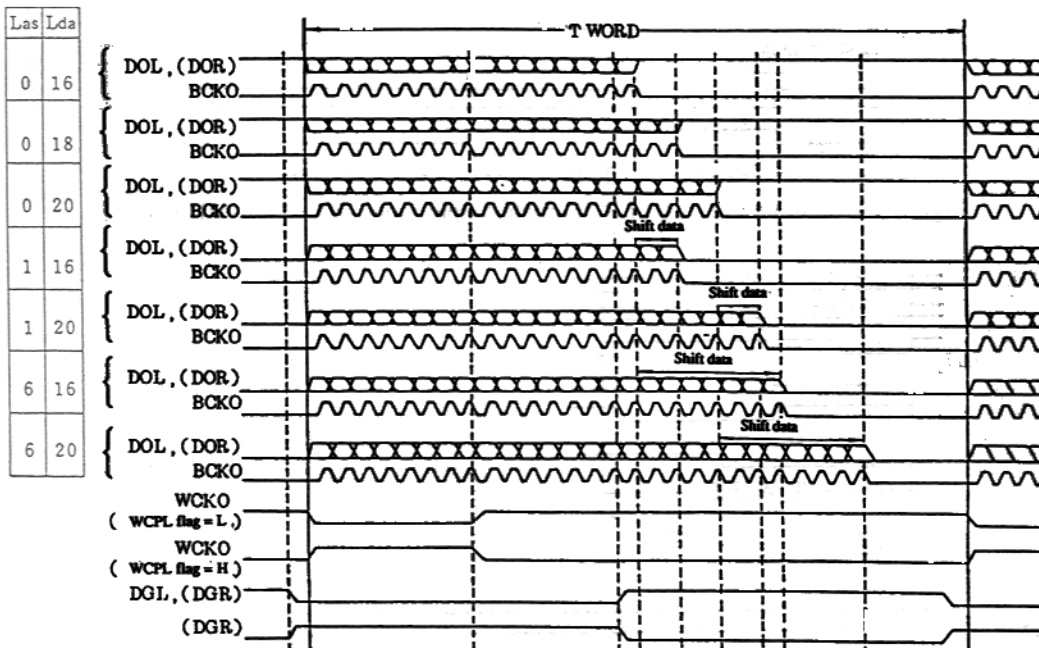 Las Lda
T WORD
0 16
DOL,(DOR)
BCKO
0 18
DOL,(DOR)
BCKO
0 20
DOL,(DOR)
BCKO
Shift data
1 16
DOL,(DOR)
BCKO
Shift data
1 20
DOL,(DOR)
BCKO
Shift data
6 16
DOL,(DOR)
BCKO
Shift data
6 20
DOL,(DOR)
BCKO
WCKO
( WCPL flag = L,)
WCKO
( WCPL flag = H )
DGL,(DGR)
(DGR)